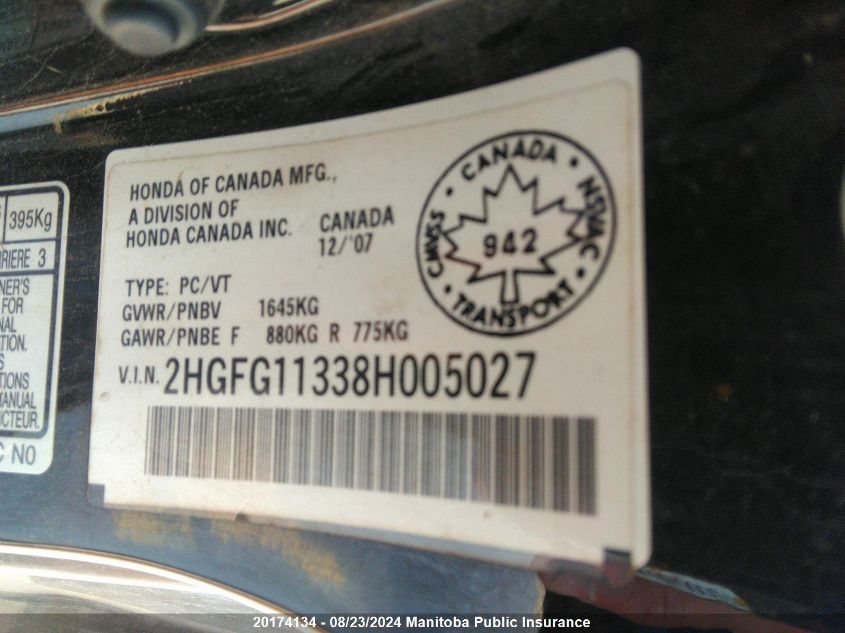 395Kg
RIERE 3
NER'S
FOR
NAL
TION.
S
TIONS
ANUAL
UCTEUR.
C NO
HONDA OF CANADA MFG.,
A DIVISION OF
HONDA CANADA INC. CANADA
12/'07
TYPE: PC/VT
GVWR/PNBV 1645KG
GAWR/PNBE F 880KG R 775KG
V.I.N. 2HGFG11338H005027
CANADA • NSVAC • TRANSPORT • CMVSS •
942
20174134 - 08/23/2024 Manitoba Public Insurance